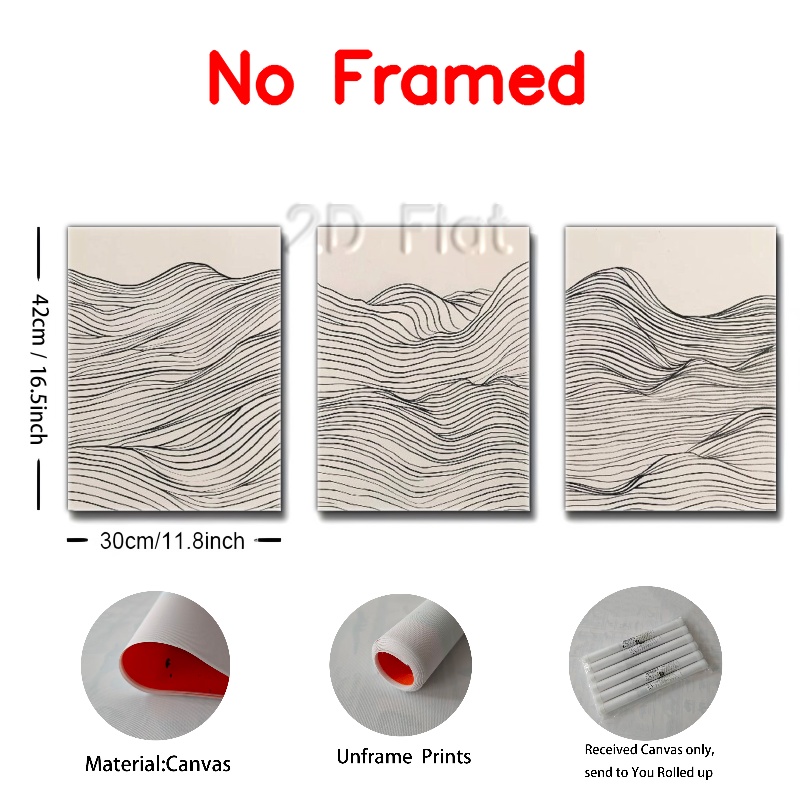 No Framed
2D Flat
42cm / 16.5inch
30cm/11.8inch
Material:Canvas
Unframe Prints
Received Canvas only,
send to You Rolled up